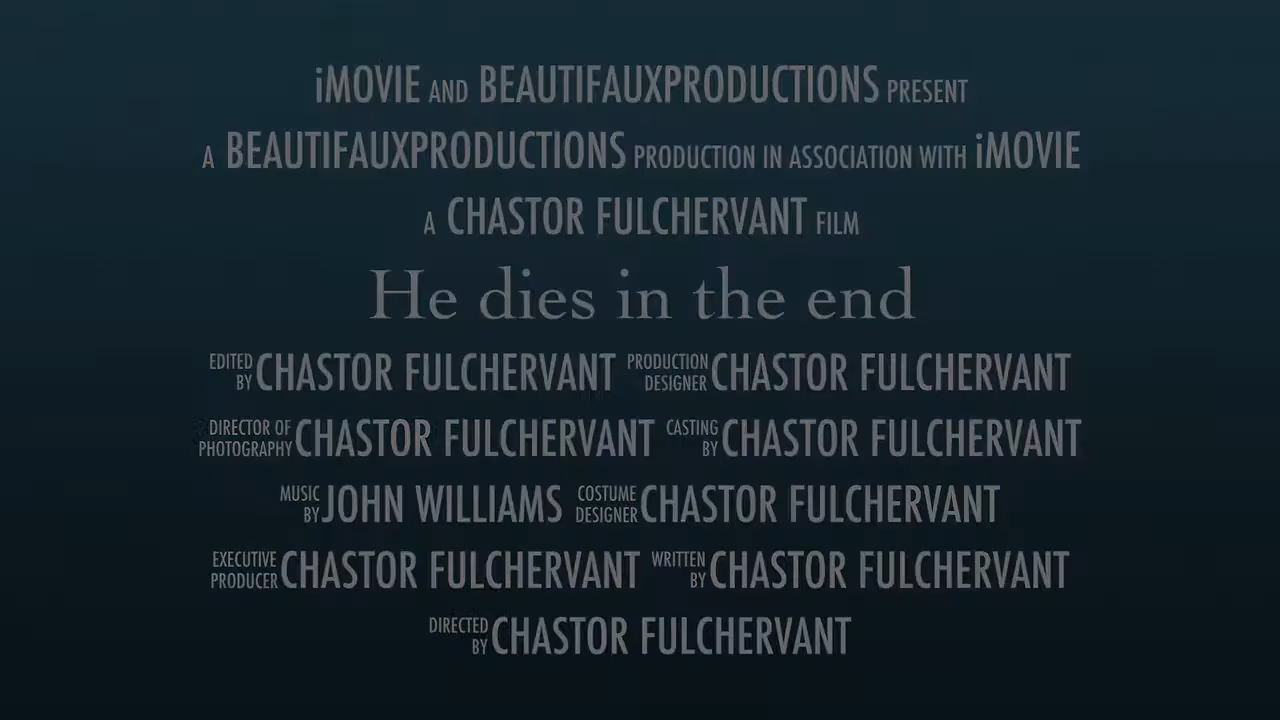 iMOVIE AND BEAUTIFAUXPRODUCTIONS PRESENT
A BEAUTIFAUXPRODUCTIONS PRODUCTION IN ASSOCIATION WITH iMOVIE
A CHASTOR FULCHERVANT FILM
He dies in the end
EDITED BY CHASTOR FULCHERVANT PRODUCTION DESIGNER CHASTOR FULCHERVANT
DIRECTOR OF PHOTOGRAPHY CHASTOR FULCHERVANT CASTING BY CHASTOR FULCHERVANT
MUSIC BY JOHN WILLIAMS COSTUME DESIGNER CHASTOR FULCHERVANT
EXECUTIVE PRODUCER CHASTOR FULCHERVANT WRITTEN BY CHASTOR FULCHERVANT
DIRECTED BY CHASTOR FULCHERVANT